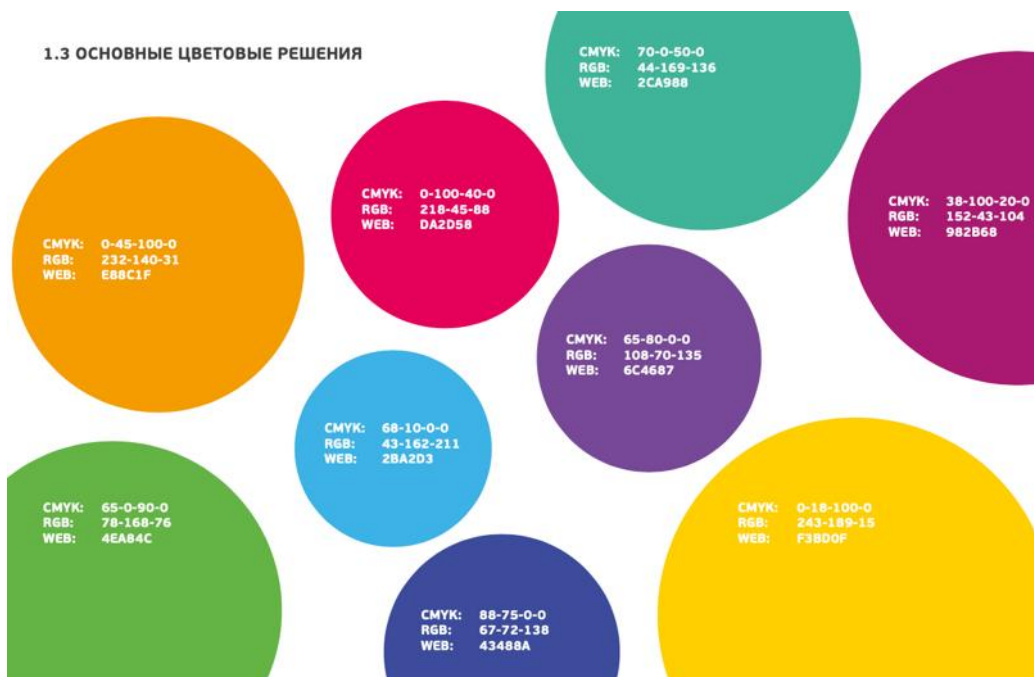 1.3 ОСНОВНЫЕ ЦВЕТОВЫЕ РЕШЕНИЯ
CMYK: 70-0-50-0
RGB: 44-169-136
WEB: 2CA988
CMYK: 0-100-40-0
RGB: 218-45-88
WEB: DA2D58
CMYK: 38-100-20-0
RGB: 152-43-104
WEB: 982B68
CMYK: 0-45-100-0
RGB: 232-140-31
WEB: E88C1F
CMYK: 65-80-0-0
RGB: 108-70-135
WEB: 6C4687
CMYK: 68-10-0-0
RGB: 43-162-211
WEB: 2BA2D3
CMYK: 65-0-90-0
RGB: 78-168-76
WEB: 4EA84C
CMYK: 0-18-100-0
RGB: 243-189-15
WEB: F3BD0F
CMYK: 88-75-0-0
RGB: 67-72-138
WEB: 43488A